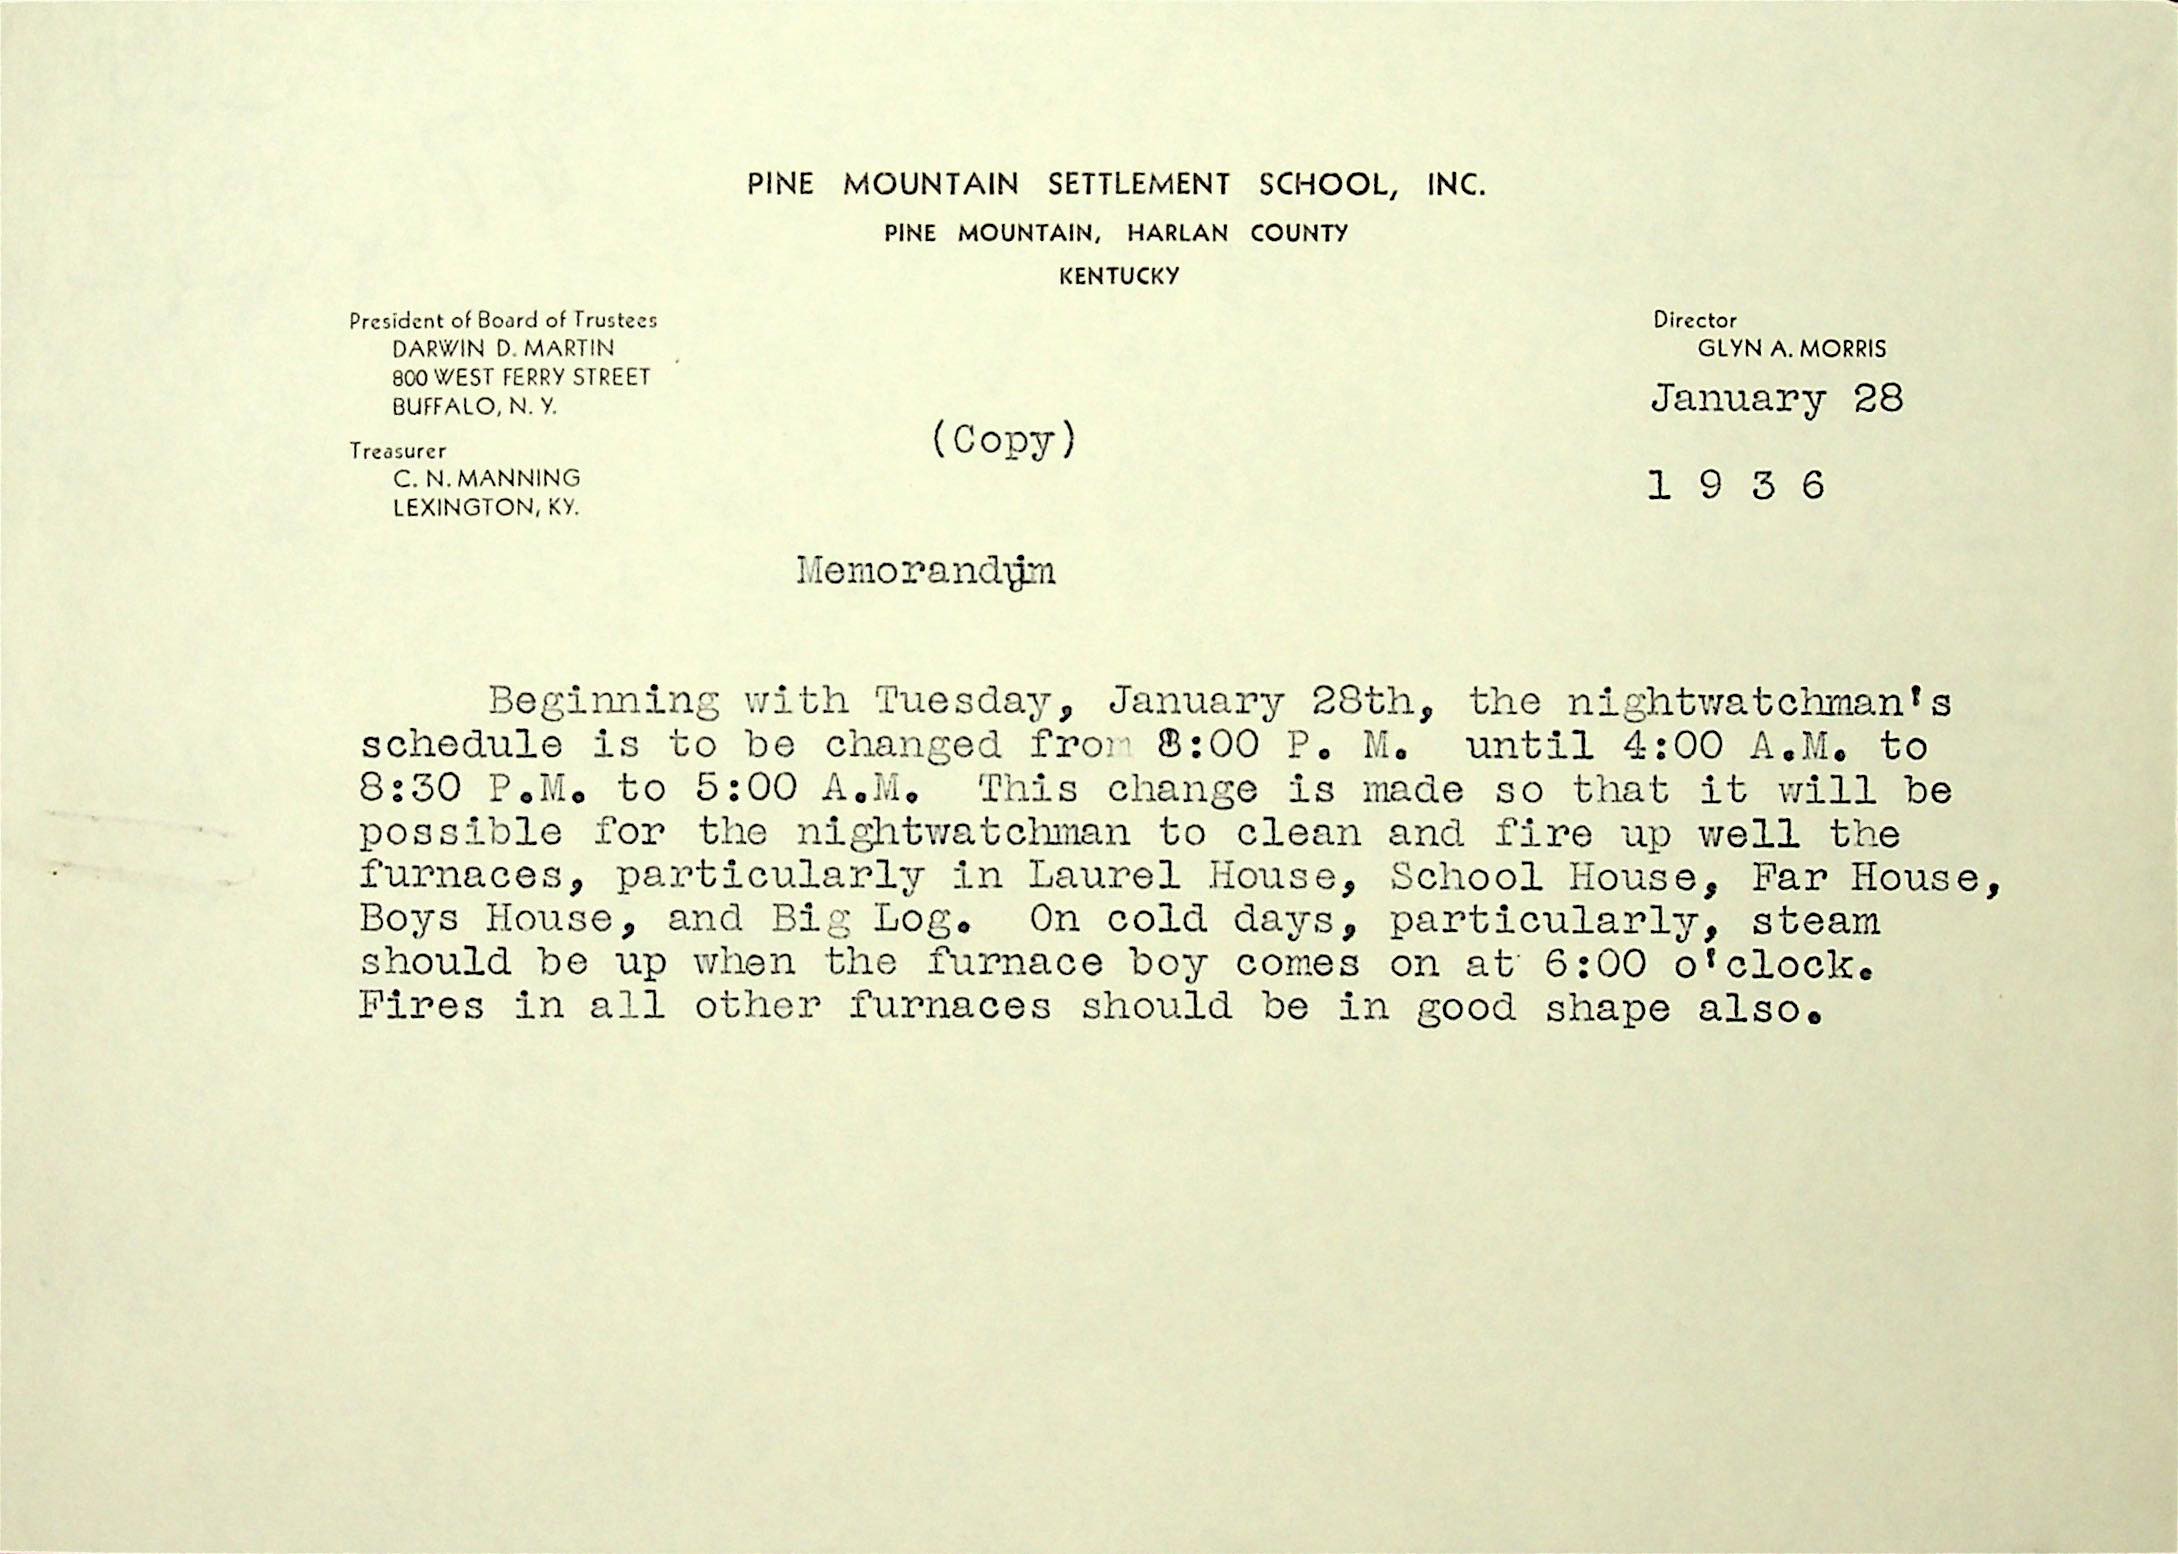 PINE MOUNTAIN SETTLEMENT SCHOOL, INC.
PINE MOUNTAIN, HARLAN COUNTY
KENTUCKY
President of Board of Trustees
DARWIN D. MARTIN
800 WEST FERRY STREET
BUFFALO, N. Y.
Treasurer
C. N. MANNING
LEXINGTON, KY.
Director
GLYN A. MORRIS
January 28
1 9 3 6
(Copy)
Memorandum
Beginning with Tuesday, January 28th, the nightwatchman's
schedule is to be changed from 8:00 P. M. until 4:00 A.M. to
8:30 P.M. to 5:00 A.M. This change is made so that it will be
possible for the nightwatchman to clean and fire up well the
furnaces, particularly in Laurel House, School House, Far House,
Boys House, and Big Log. On cold days, particularly, steam
should be up when the furnace boy comes on at 6:00 o'clock.
Fires in all other furnaces should be in good shape also.